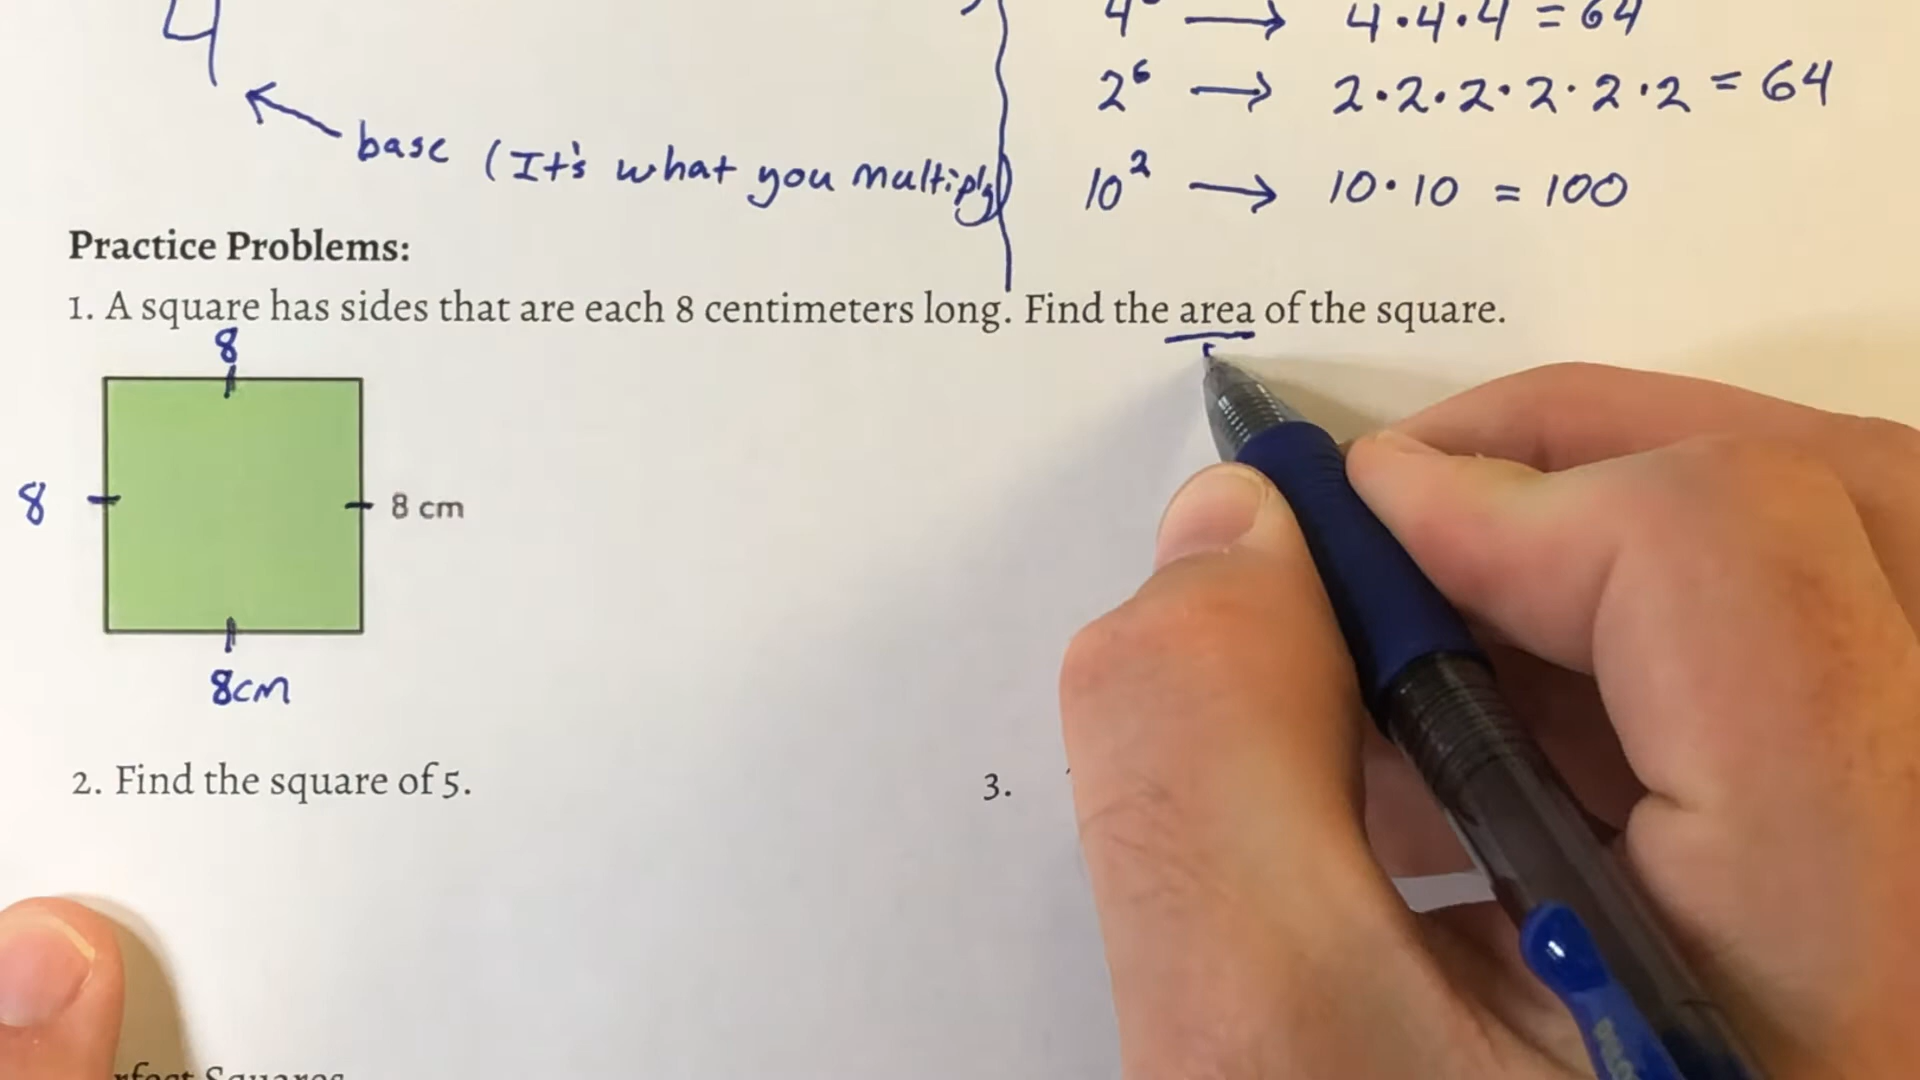 4
base (It's what you multiply)
4 → 4·4·4 = 64
2⁶ → 2·2·2·2·2·2 = 64
10² → 10·10 = 100
Practice Problems:
1. A square has sides that are each 8 centimeters long. Find the area of the square.
8
8
8 cm
8cm
2. Find the square of 5.
3.
Squares